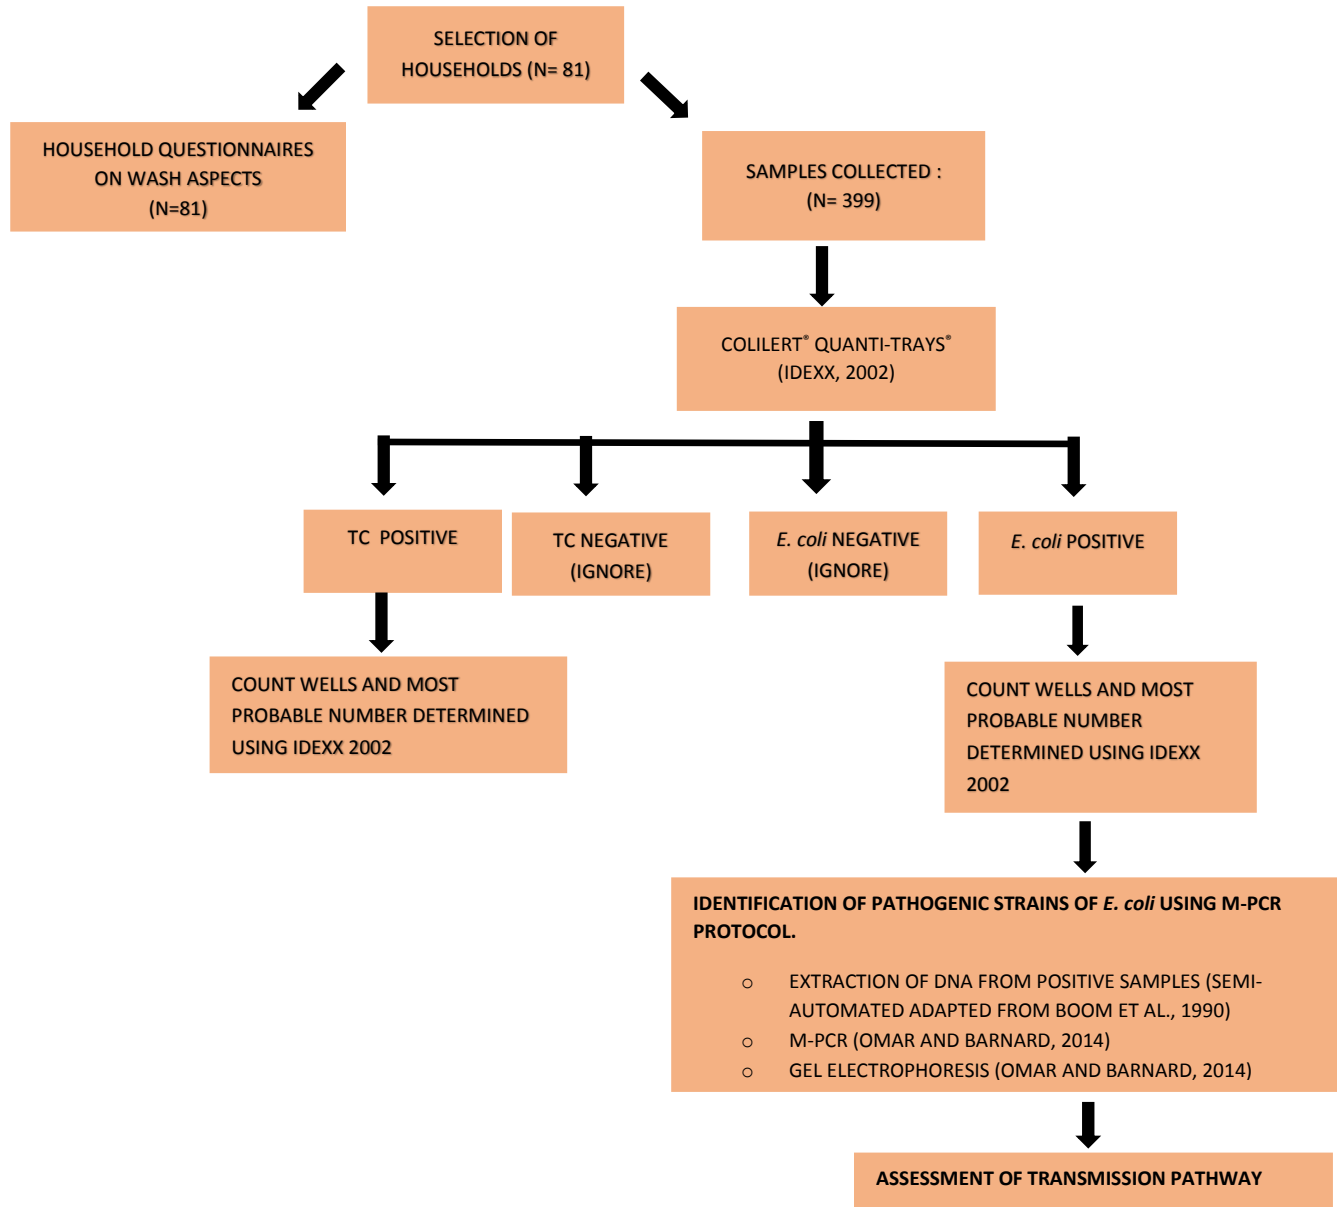 SELECTION OF
HOUSEHOLDS (N= 81)
HOUSEHOLD QUESTIONNAIRES
ON WASH ASPECTS
(N=81)
SAMPLES COLLECTED :
(N= 399)
COLILERT® QUANTI-TRAYS®
(IDEXX, 2002)
TC POSITIVE
TC NEGATIVE
(IGNORE)
E. coli NEGATIVE
(IGNORE)
E. coli POSITIVE
COUNT WELLS AND MOST
PROBABLE NUMBER DETERMINED
USING IDEXX 2002
COUNT WELLS AND MOST
PROBABLE NUMBER
DETERMINED USING IDEXX
2002
IDENTIFICATION OF PATHOGENIC STRAINS OF E. coli USING M-PCR
PROTOCOL.
o EXTRACTION OF DNA FROM POSITIVE SAMPLES (SEMI-
AUTOMATED ADAPTED FROM BOOM ET AL., 1990)
o M-PCR (OMAR AND BARNARD, 2014)
o GEL ELECTROPHORESIS (OMAR AND BARNARD, 2014)
ASSESSMENT OF TRANSMISSION PATHWAY